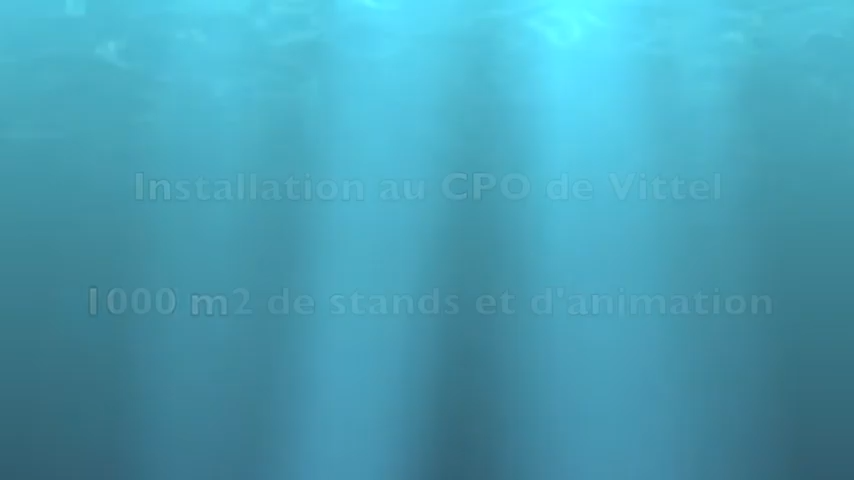 Installation au CPO de Vittel
1000 m2 de stands et d'animation